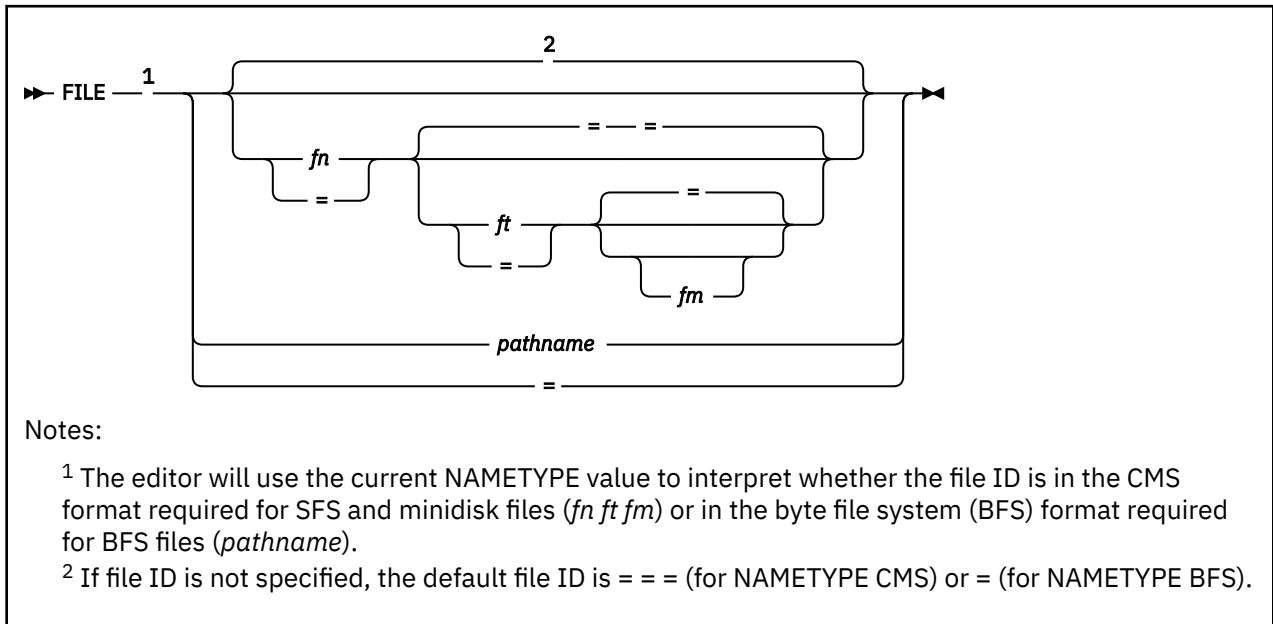 2
FILE 1
= =
fn
=
=
ft
=
fm
pathname
=
Notes:
1 The editor will use the current NAMETYPE value to interpret whether the file ID is in the CMS
format required for SFS and minidisk files (fn ft fm) or in the byte file system (BFS) format required
for BFS files (pathname).
2 If file ID is not specified, the default file ID is = = = (for NAMETYPE CMS) or = (for NAMETYPE BFS).